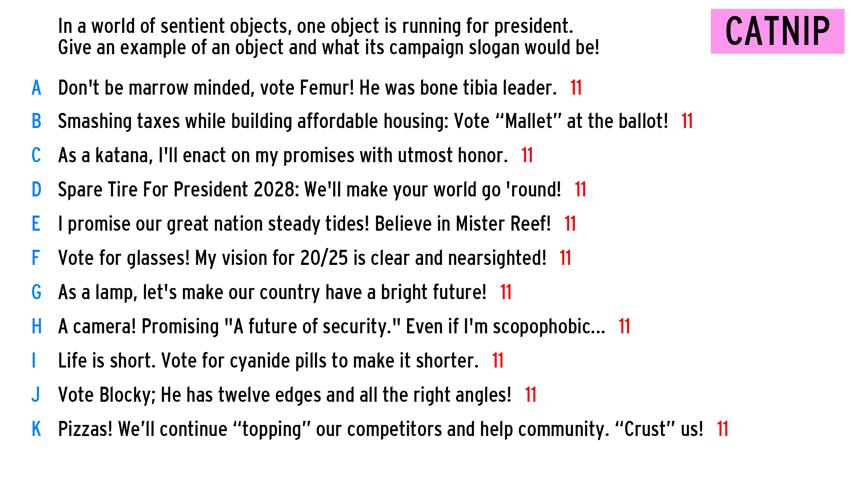 In a world of sentient objects, one object is running for president.
Give an example of an object and what its campaign slogan would be!
CATNIP
A Don't be marrow minded, vote Femur! He was bone tibia leader. 11
B Smashing taxes while building affordable housing: Vote “Mallet” at the ballot! 11
C As a katana, I'll enact on my promises with utmost honor. 11
D Spare Tire For President 2028: We'll make your world go 'round! 11
E I promise our great nation steady tides! Believe in Mister Reef! 11
F Vote for glasses! My vision for 20/25 is clear and nearsighted! 11
G As a lamp, let's make our country have a bright future! 11
H A camera! Promising "A future of security." Even if I'm scopophobic... 11
I Life is short. Vote for cyanide pills to make it shorter. 11
J Vote Blocky; He has twelve edges and all the right angles! 11
K Pizzas! We’ll continue “topping” our competitors and help community. “Crust” us! 11